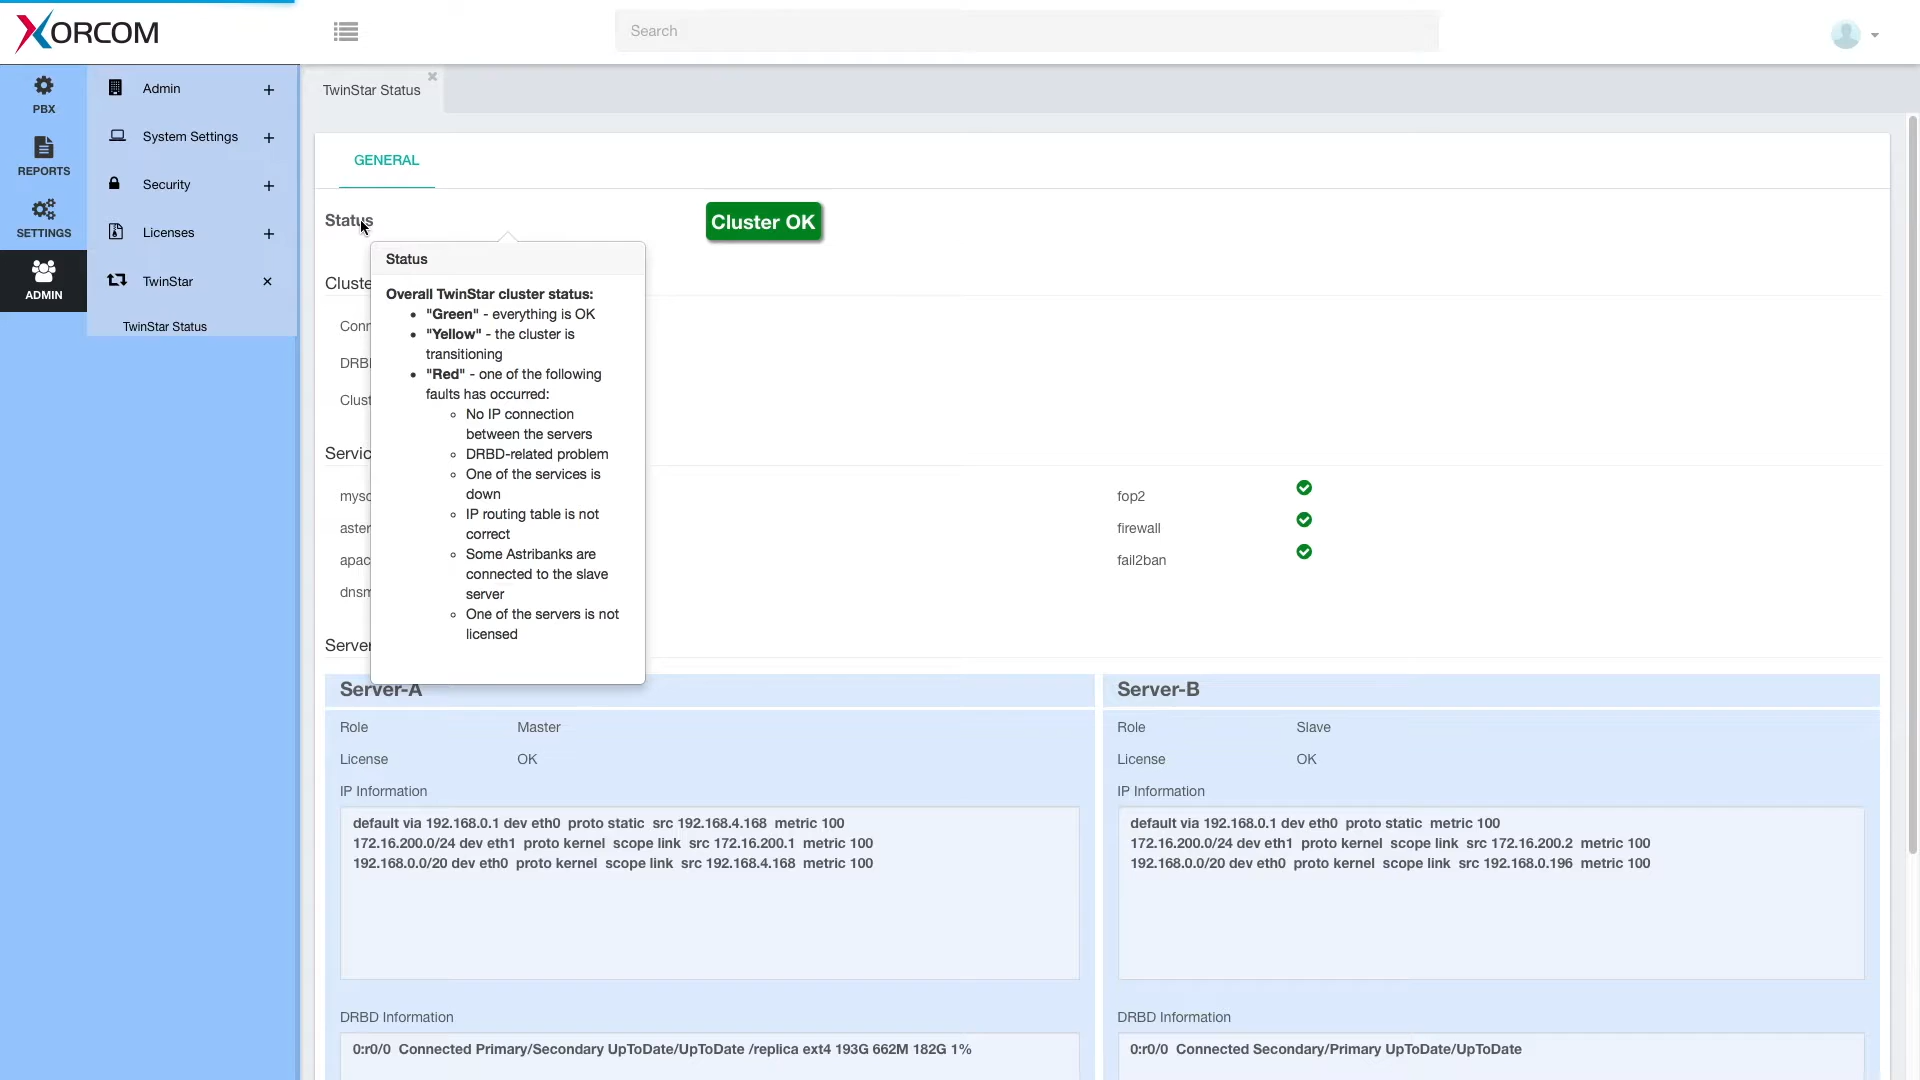 XORCOM
Search
PBX
REPORTS
SETTINGS
ADMIN
Admin
System Settings
Security
Licenses
TwinStar
TwinStar Status
TwinStar Status
GENERAL
Status
Cluster OK
Status
Overall TwinStar cluster status:
"Green" - everything is OK
"Yellow" - the cluster is
transitioning
"Red" - one of the following
faults has occurred:
No IP connection
between the servers
DRBD-related problem
One of the services is
down
IP routing table is not
correct
Some Astribanks are
connected to the slave
server
One of the servers is not
licensed
fop2
firewall
fail2ban
Server-A
Role Master
License OK
IP Information
default via 192.168.0.1 dev eth0 proto static src 192.168.4.168 metric 100
172.16.200.0/24 dev eth1 proto kernel scope link src 172.16.200.1 metric 100
192.168.0.0/20 dev eth0 proto kernel scope link src 192.168.4.168 metric 100
DRBD Information
0:r0/0 Connected Primary/Secondary UpToDate/UpToDate /replica ext4 193G 662M 182G 1%
Server-B
Role Slave
License OK
IP Information
default via 192.168.0.1 dev eth0 proto static metric 100
172.16.200.0/24 dev eth1 proto kernel scope link src 172.16.200.2 metric 100
192.168.0.0/20 dev eth0 proto kernel scope link src 192.168.0.196 metric 100
DRBD Information
0:r0/0 Connected Secondary/Primary UpToDate/UpToDate